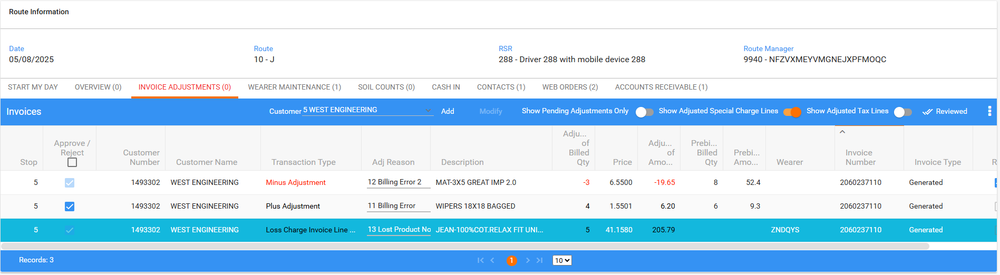 Route Information
Date Route RSR Route Manager
05/08/2025 10 - J 288 - Driver 288 with mobile device 288 9940 - NFZVXMEYVMGNEJXPFMOQC
START MY DAY OVERVIEW (0) INVOICE ADJUSTMENTS (0) WEARER MAINTENANCE (1) SOIL COUNTS (0) CASH IN CONTACTS (1) WEB ORDERS (2) ACCOUNTS RECEIVABLE (1)
Invoices Customer 5 WEST ENGINEERING Add Modify Show Pending Adjustments Only Show Adjusted Special Charge Lines Show Adjusted Tax Lines Reviewed
Stop
Approve /
Reject
Customer
Number
Customer Name
Transaction Type
Adj Reason
Description
Adju...
of
Billed
Qty
Price
Adju...
of
Amo...
Prebi...
Billed
Qty
Prebi...
Amo...
Wearer
Invoice
Number
Invoice Type
R
5 1493302 WEST ENGINEERING Minus Adjustment 12 Billing Error 2 MAT-3X5 GREAT IMP 2.0 -3 6.5500 -19.65 8 52.4 2060237110 Generated
5 1493302 WEST ENGINEERING Plus Adjustment 11 Billing Error WIPERS 18X18 BAGGED 4 1.5501 6.20 6 9.3 2060237110 Generated
5 1493302 WEST ENGINEERING Loss Charge Invoice Line ... 13 Lost Product No JEAN-100%COT.RELAX FIT UNI... 5 41.1580 205.79 ZNDQYS 2060237110 Generated
Records: 3 1 10